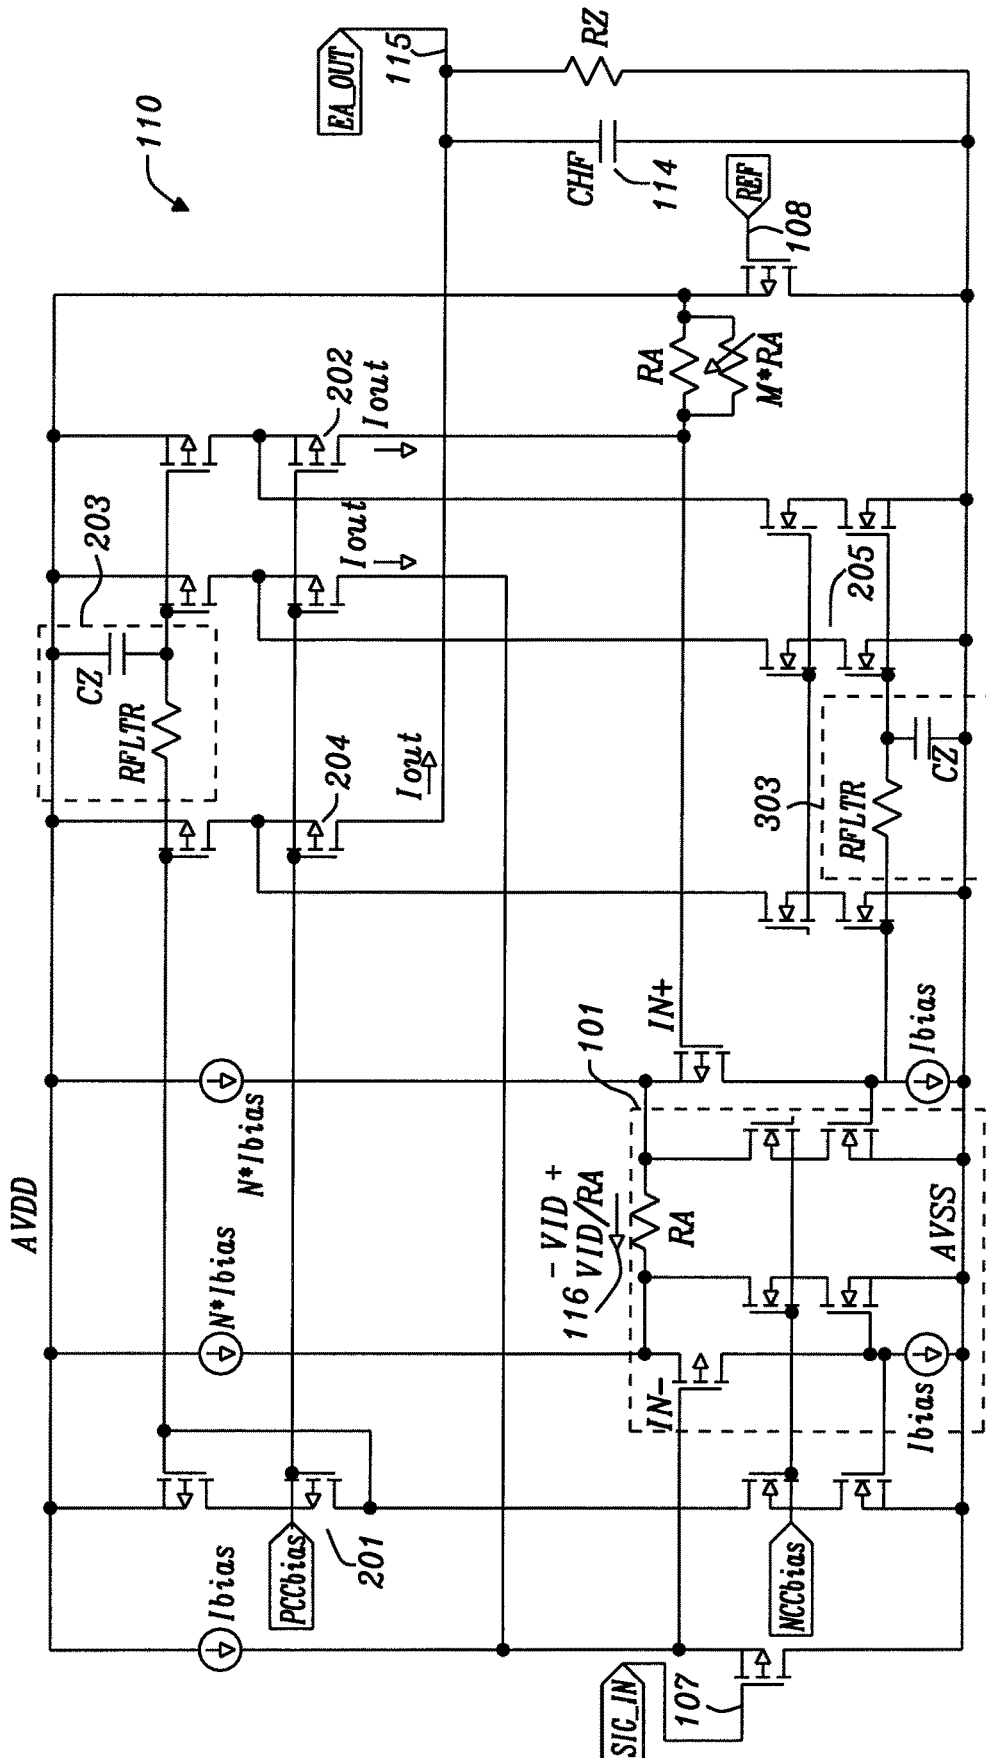 AVDD
CZ
203
RFLTR
110
Ibias
N*Ibias
N*Ibias
PCCbias
204
202
EA_OUT
201
Iout
Iout
Iout
115
- VID +
116
VID/RA
101
CHF
RZ
SIC_IN
IN-
IN+
RA
114
RA
107
REF
M*RA
303
108
NCCbias
RFLTR
205
Ibias
Ibias
AVSS
CZ